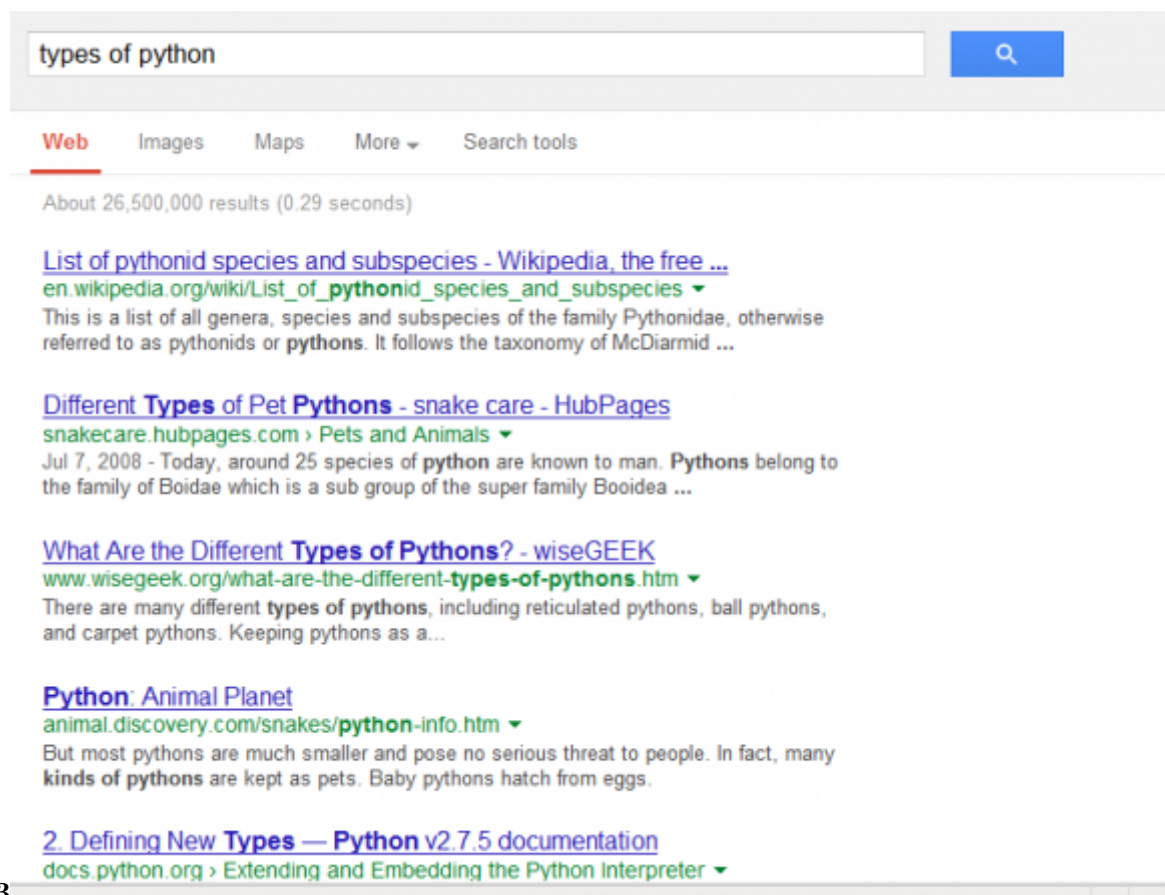 types of python
Web Images Maps More Search tools
About 26,500,000 results (0.29 seconds)
List of pythonid species and subspecies - Wikipedia, the free ...
en.wikipedia.org/wiki/List_of_pythonid_species_and_subspecies
This is a list of all genera, species and subspecies of the family Pythonidae, otherwise
referred to as pythonids or pythons. It follows the taxonomy of McDiarmid ...
Different Types of Pet Pythons - snake care - HubPages
snakecare.hubpages.com › Pets and Animals
Jul 7, 2008 - Today, around 25 species of python are known to man. Pythons belong to
the family of Boidae which is a sub group of the super family Booidea ...
What Are the Different Types of Pythons? - wiseGEEK
www.wisegeek.org/what-are-the-different-types-of-pythons.htm
There are many different types of pythons, including reticulated pythons, ball pythons,
and carpet pythons. Keeping pythons as a...
Python: Animal Planet
animal.discovery.com/snakes/python-info.htm
But most pythons are much smaller and pose no serious threat to people. In fact, many
kinds of pythons are kept as pets. Baby pythons hatch from eggs.
2. Defining New Types — Python v2.7.5 documentation
docs.python.org › Extending and Embedding the Python Interpreter